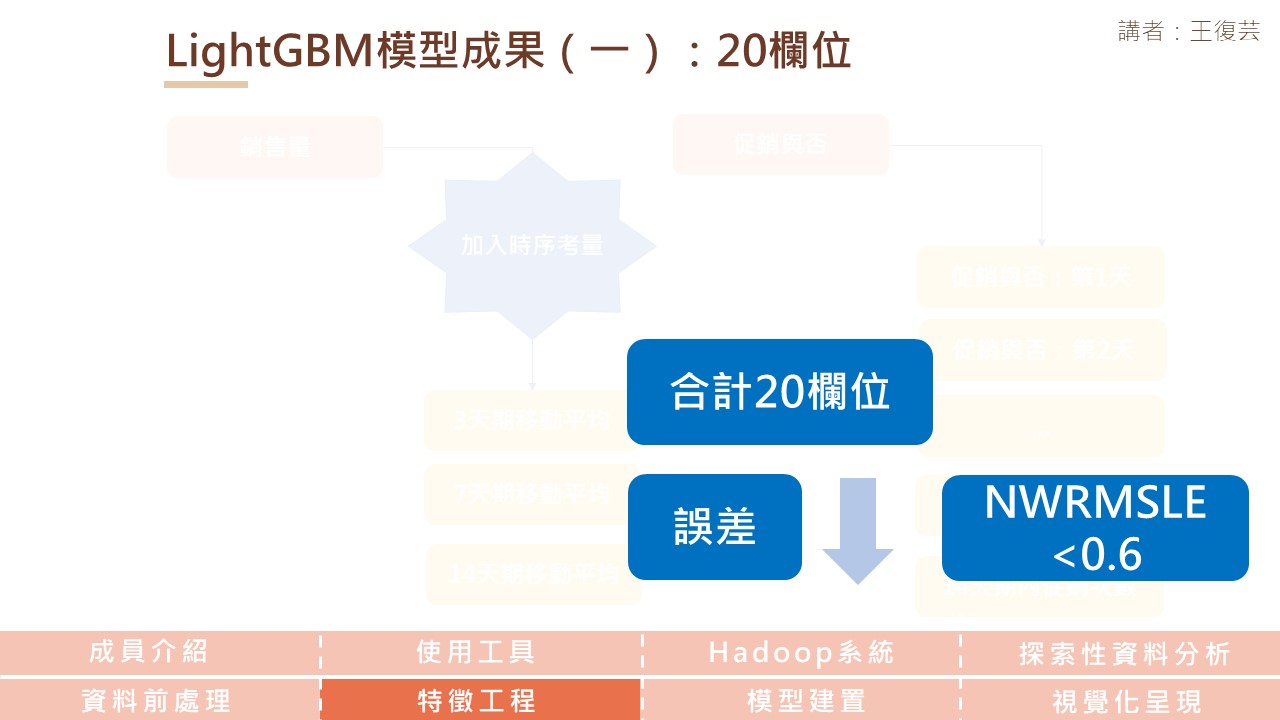 LightGBM模型成果（一）：20欄位
講者：王復芸
銷售量
促銷與否
加入時序考量
促銷與否：第1天
促銷與否：第2天
...
3天期移動平均
7天期移動平均
14天期移動平均
合計20欄位
誤差
NWRMSLE
<0.6
成員介紹
使用工具
Hadoop系統
探索性資料分析
資料前處理
特徵工程
模型建置
視覺化呈現